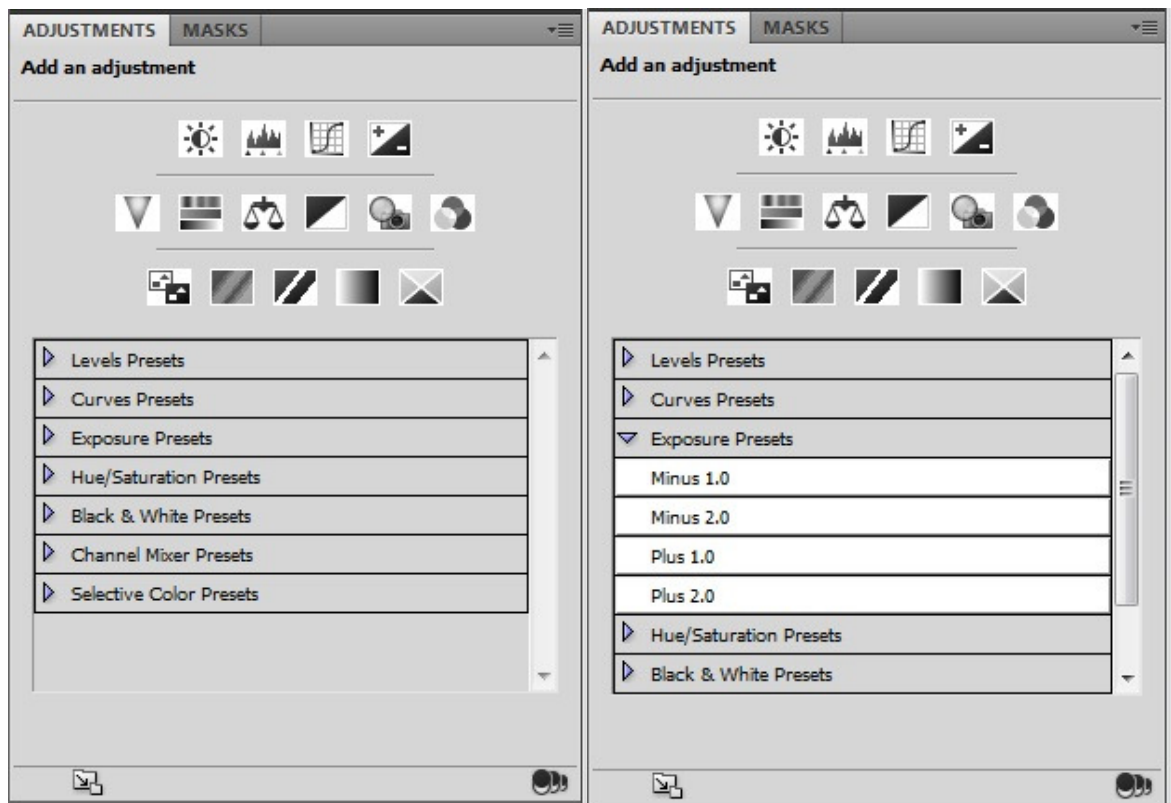 ADJUSTMENTS MASKS
Add an adjustment
Levels Presets
Curves Presets
Exposure Presets
Hue/Saturation Presets
Black & White Presets
Channel Mixer Presets
Selective Color Presets
ADJUSTMENTS MASKS
Add an adjustment
Levels Presets
Curves Presets
Exposure Presets
Minus 1.0
Minus 2.0
Plus 1.0
Plus 2.0
Hue/Saturation Presets
Black & White Presets